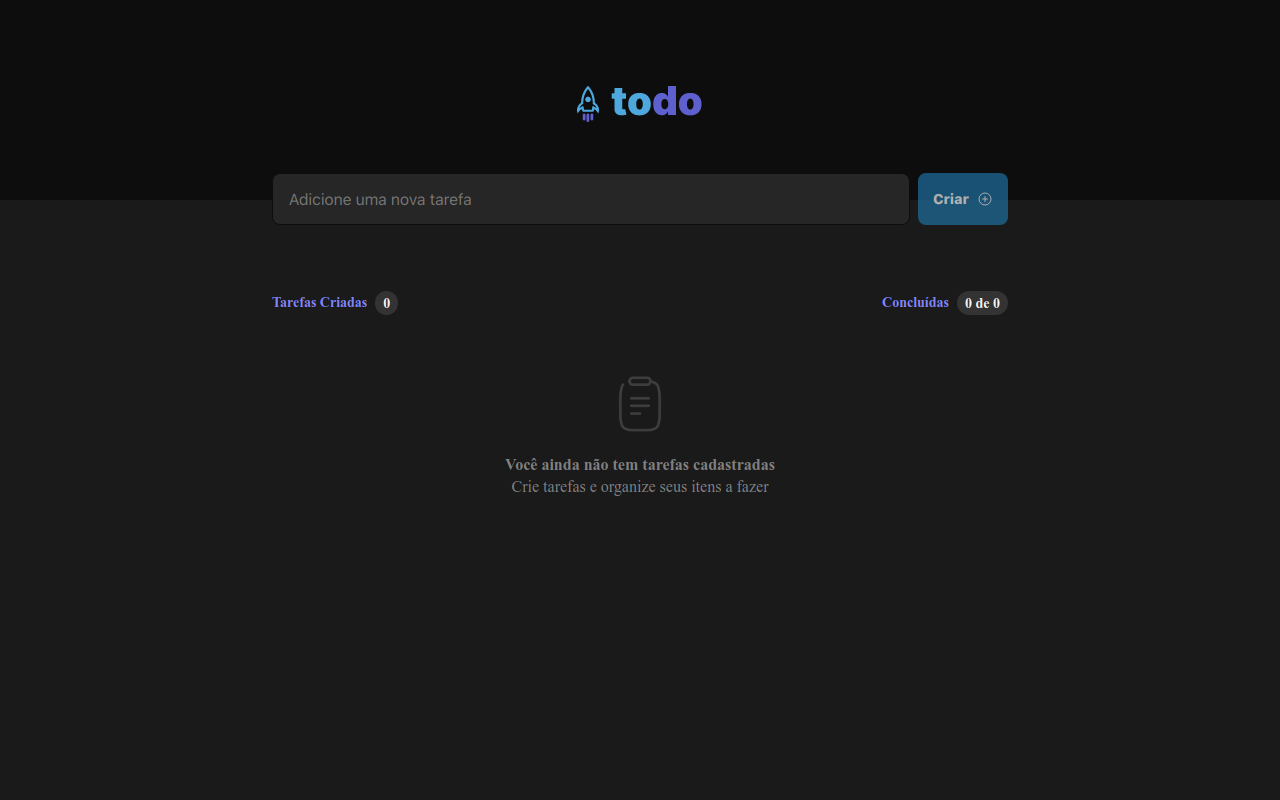 todo
Adicione uma nova tarefa
Criar
Tarefas Criadas 0
Concluídas 0 de 0
Você ainda não tem tarefas cadastradas
Crie tarefas e organize seus itens a fazer